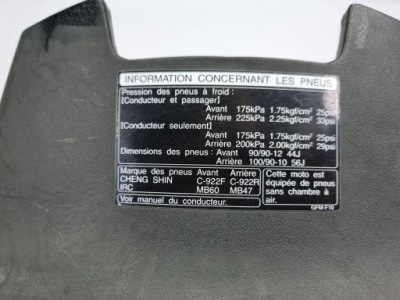 INFORMATION CONCERNANT LES PNEUS
Pression des pneus à froid :
[Conducteur et passager]
Avant 175kPa 1.75kgf/cm² 25psi
Arrière 225kPa 2.25kgf/cm² 33psi
[Conducteur seulement]
Avant 175kPa 1.75kgf/cm² 25psi
Arrière 200kPa 2.00kgf/cm² 29psi
Dimensions des pneus : Avant 90/90-12 44J
Arrière 100/90-10 56J
Marque des pneus Avant Arrière
CHENG SHIN C-922F C-922R
IRC MB60 MB47
Voir manuel du conducteur.
Cette moto est
équipée de pneus
sans chambre à
air.
GFM-F10